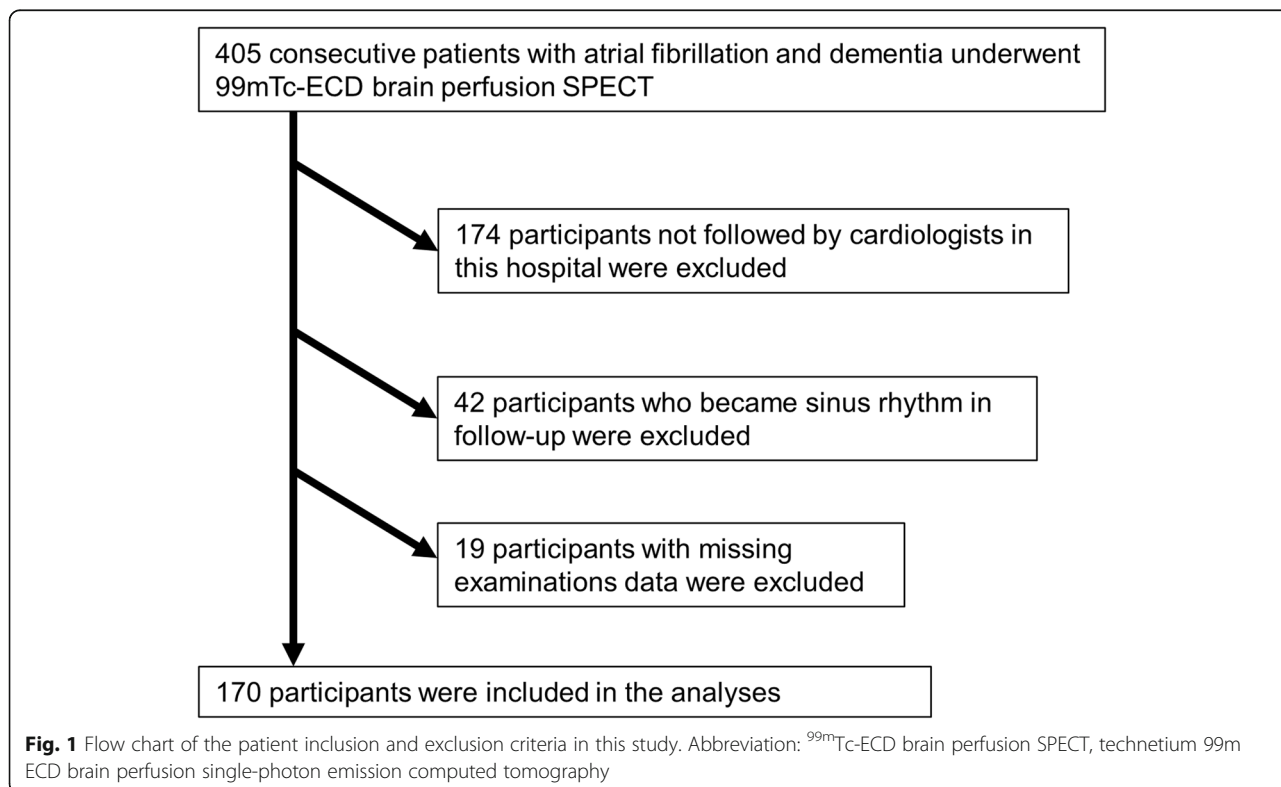 405 consecutive patients with atrial fibrillation and dementia underwent
99mTc-ECD brain perfusion SPECT
174 participants not followed by cardiologists in
this hospital were excluded
42 participants who became sinus rhythm in
follow-up were excluded
19 participants with missing
examinations data were excluded
170 participants were included in the analyses
Fig. 1 Flow chart of the patient inclusion and exclusion criteria in this study. Abbreviation: ⁹⁹ᵐTc-ECD brain perfusion SPECT, technetium 99m
ECD brain perfusion single-photon emission computed tomography